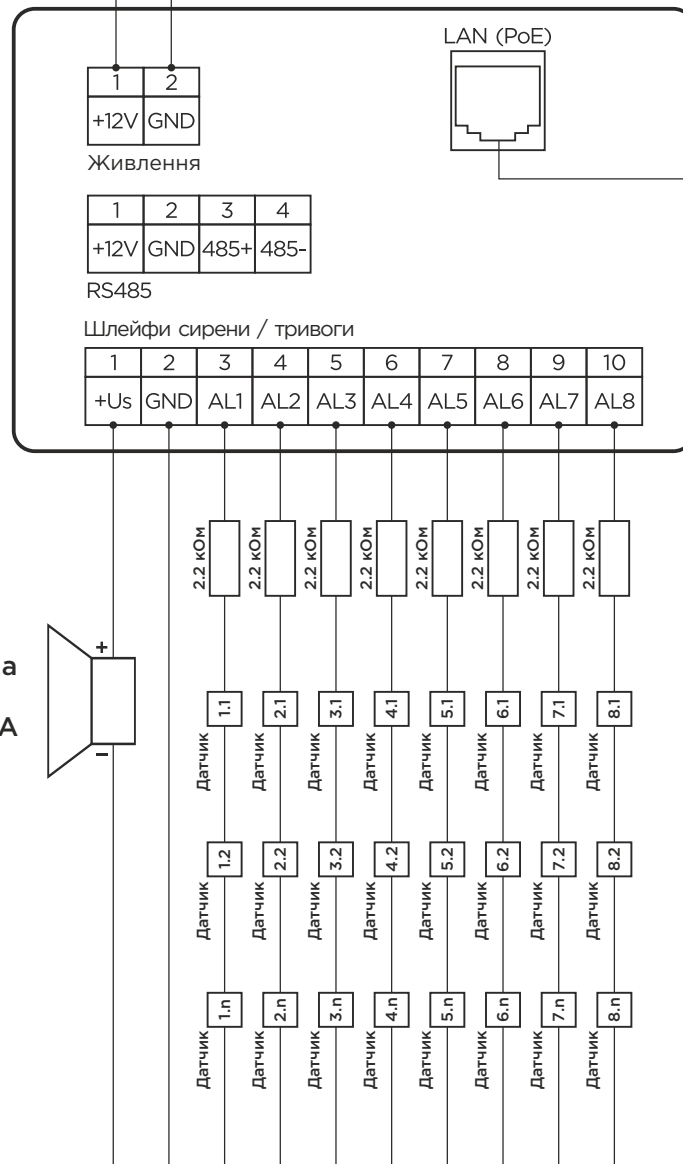 LAN (PoE)
1 2
+12V GND
Живлення
1 2 3 4
+12V GND 485+ 485-
RS485
Шлейфи сирени / тривоги
1 2 3 4 5 6 7 8 9 10
+Us GND AL1 AL2 AL3 AL4 AL5 AL6 AL7 AL8
2.2 кОм 2.2 кОм 2.2 кОм 2.2 кОм 2.2 кОм 2.2 кОм 2.2 кОм 2.2 кОм
+
а
А
–
Датчик 1.1 Датчик 2.1 Датчик 3.1 Датчик 4.1 Датчик 5.1 Датчик 6.1 Датчик 7.1 Датчик 8.1
Датчик 1.2 Датчик 2.2 Датчик 3.2 Датчик 4.2 Датчик 5.2 Датчик 6.2 Датчик 7.2 Датчик 8.2
Датчик 1.n Датчик 2.n Датчик 3.n Датчик 4.n Датчик 5.n Датчик 6.n Датчик 7.n Датчик 8.n